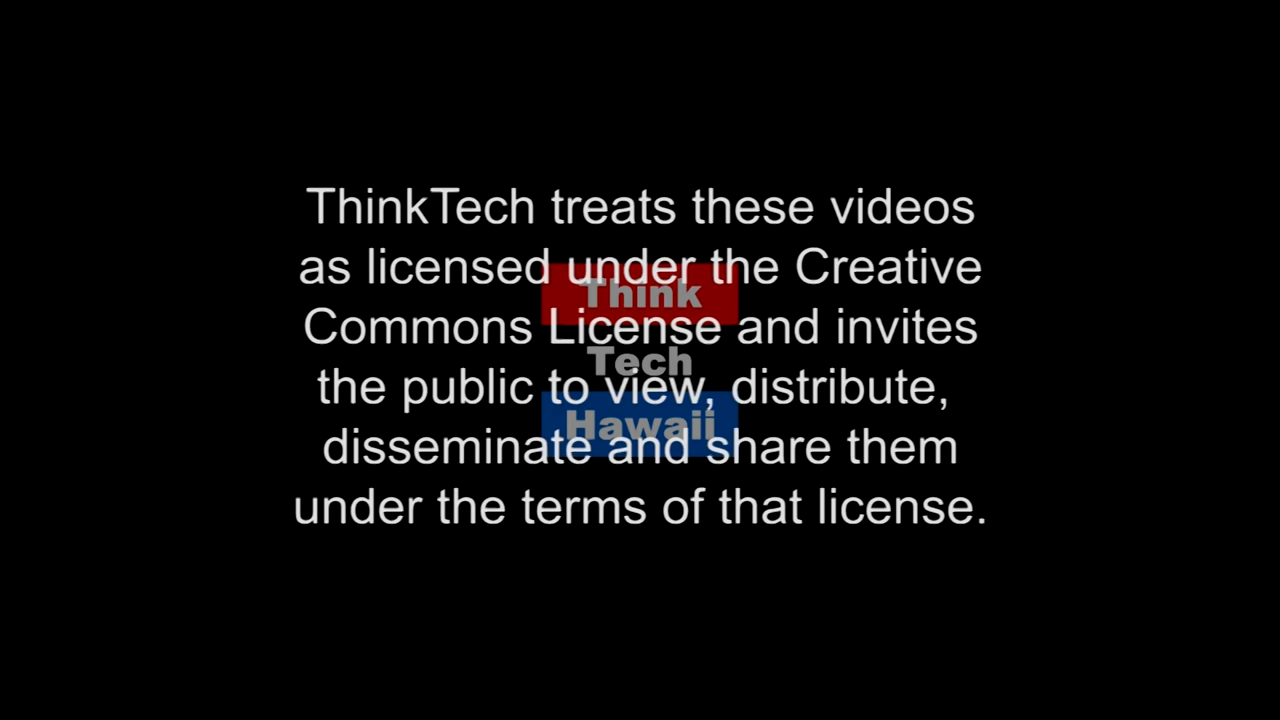 ThinkTech treats these videos
as licensed under the Creative
Think
Commons License and invites
Tech
the public to view, distribute,
Hawaii
disseminate and share them
under the terms of that license.